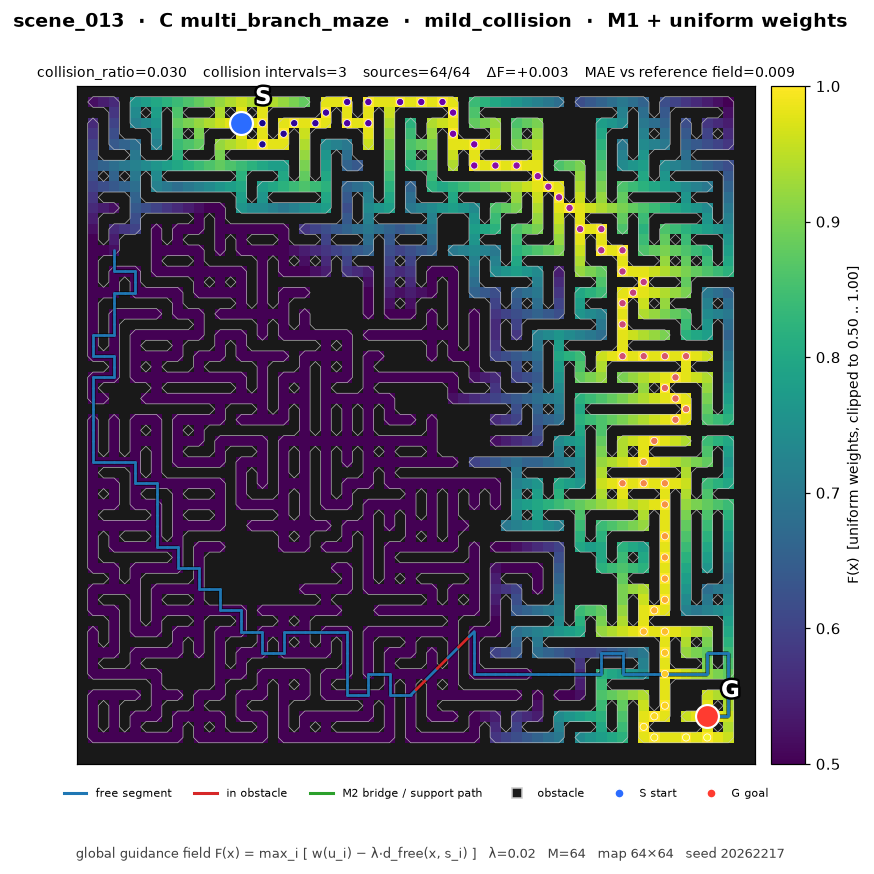 scene_013 · C multi_branch_maze · mild_collision · M1 + uniform weights
collision_ratio=0.030 collision intervals=3 sources=64/64 ΔF=+0.003 MAE vs reference field=0.009
S
G
1.0
0.9
0.8
0.7
0.6
0.5
F(x) [uniform weights, clipped to 0.50 .. 1.00]
free segment
in obstacle
M2 bridge / support path
obstacle
S start
G goal
global guidance field F(x) = max_i [ w(u_i) − λ·d_free(x, s_i) ] λ=0.02 M=64 map 64×64 seed 20262217